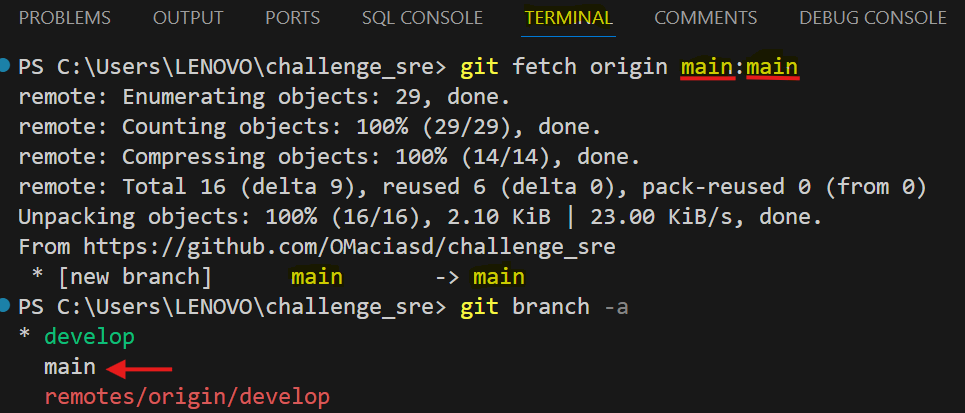 PROBLEMS OUTPUT PORTS SQL CONSOLE TERMINAL COMMENTS DEBUG CONSOLE
PS C:\Users\LENOVO\challenge_sre> git fetch origin main:main
remote: Enumerating objects: 29, done.
remote: Counting objects: 100% (29/29), done.
remote: Compressing objects: 100% (14/14), done.
remote: Total 16 (delta 9), reused 6 (delta 0), pack-reused 0 (from 0)
Unpacking objects: 100% (16/16), 2.10 KiB | 23.00 KiB/s, done.
From https://github.com/OMaciasd/challenge_sre
 * [new branch]      main       -> main
PS C:\Users\LENOVO\challenge_sre> git branch -a
* develop
  main
  remotes/origin/develop